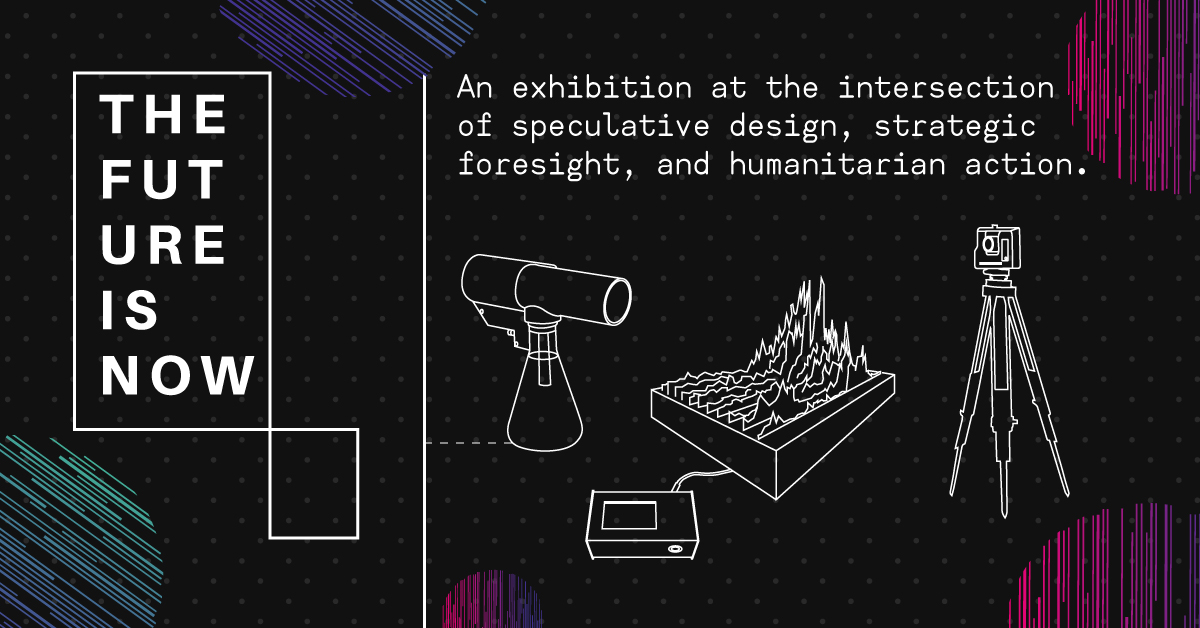 THE
FUT
URE
IS
NOW
An exhibition at the intersection
of speculative design, strategic
foresight, and humanitarian action.